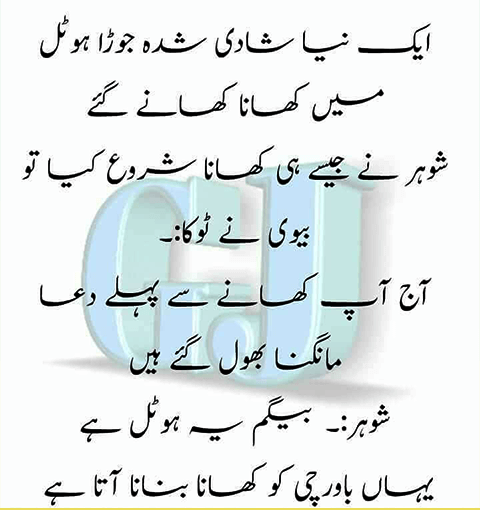 ایک نیا شادی شدہ جوڑا ہوٹل
میں کھانا کھانے گئے
شوہر نے جیسے ہی کھانا شروع کیا تو
بیوی نے ٹوکا:۔
آج آپ کھانے سے پہلے دعا
مانگنا بھول گئے ہیں
شوہر:۔ بیگم یہ ہوٹل ہے
یہاں باورچی کو کھانا بنانا آتا ہے
GJ